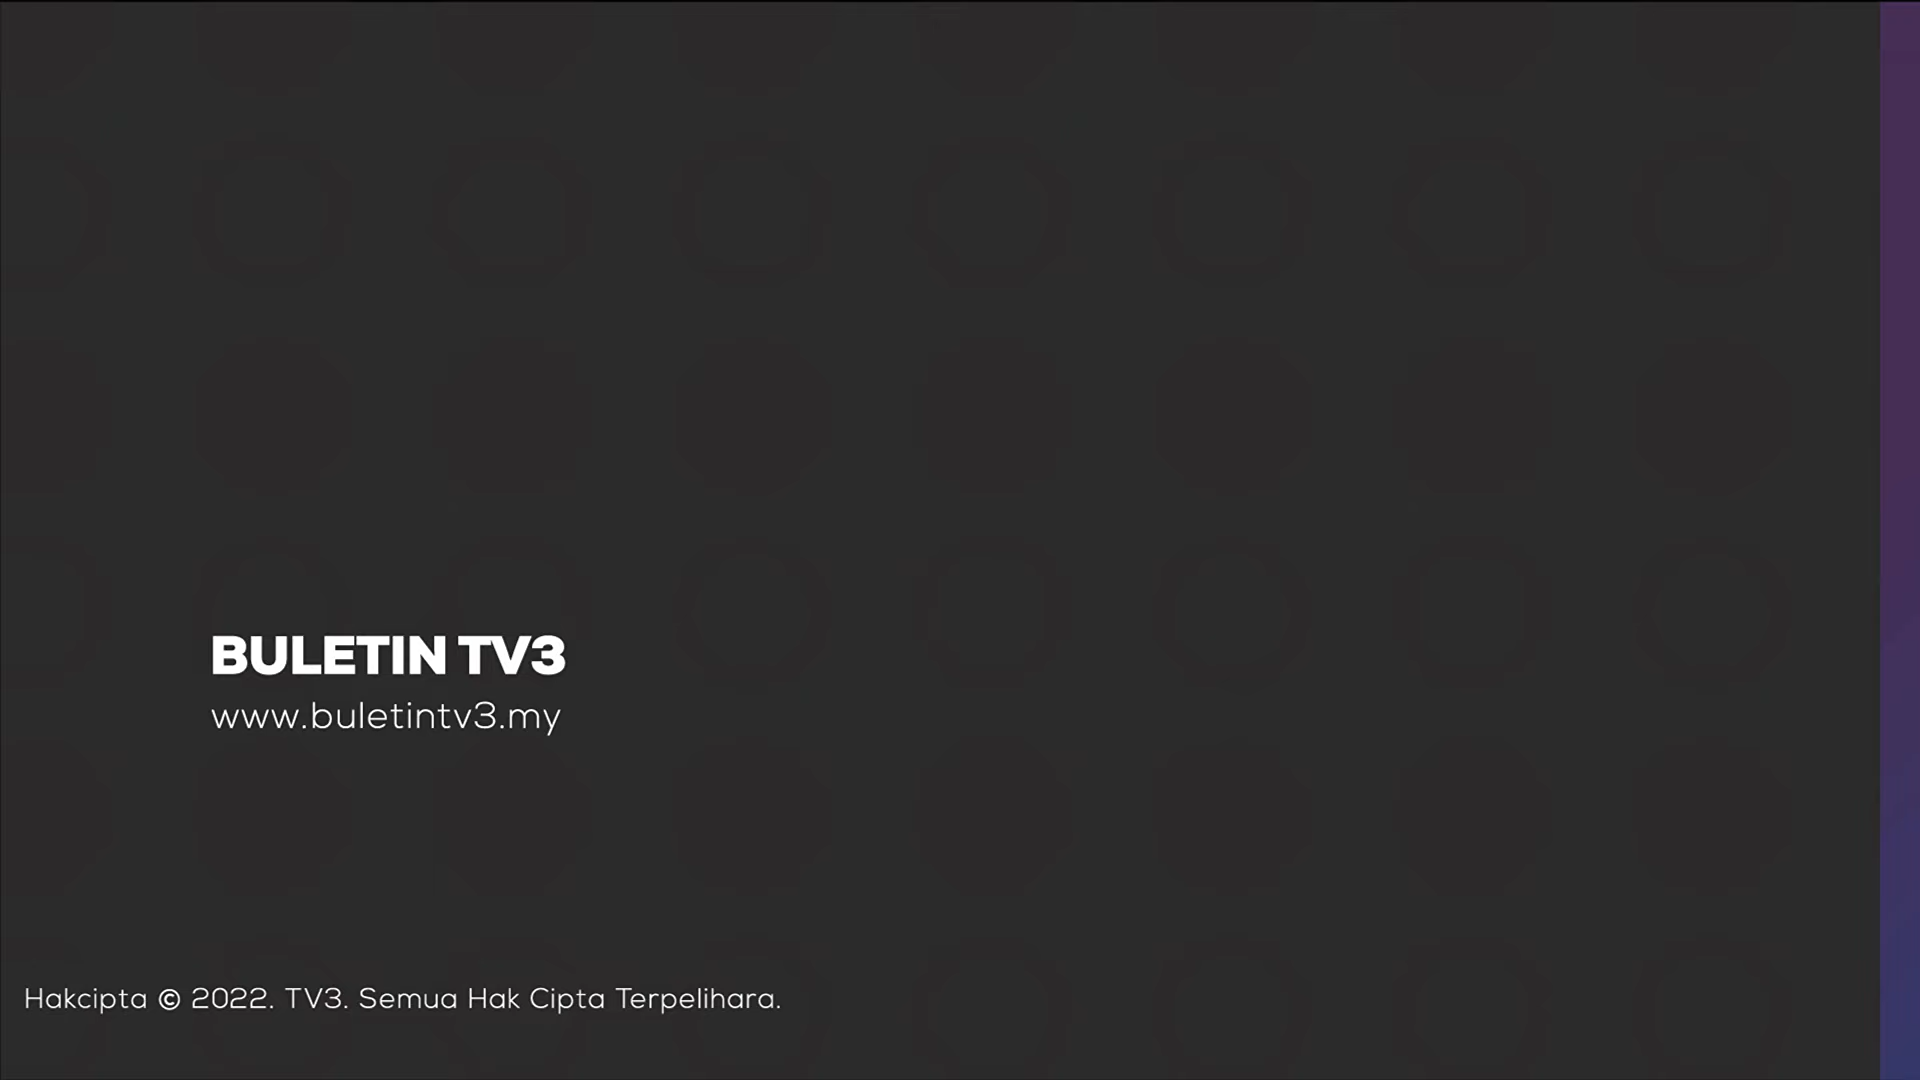 BULETIN TV3
www.buletintv3.my
Hakcipta © 2022. TV3. Semua Hak Cipta Terpelihara.